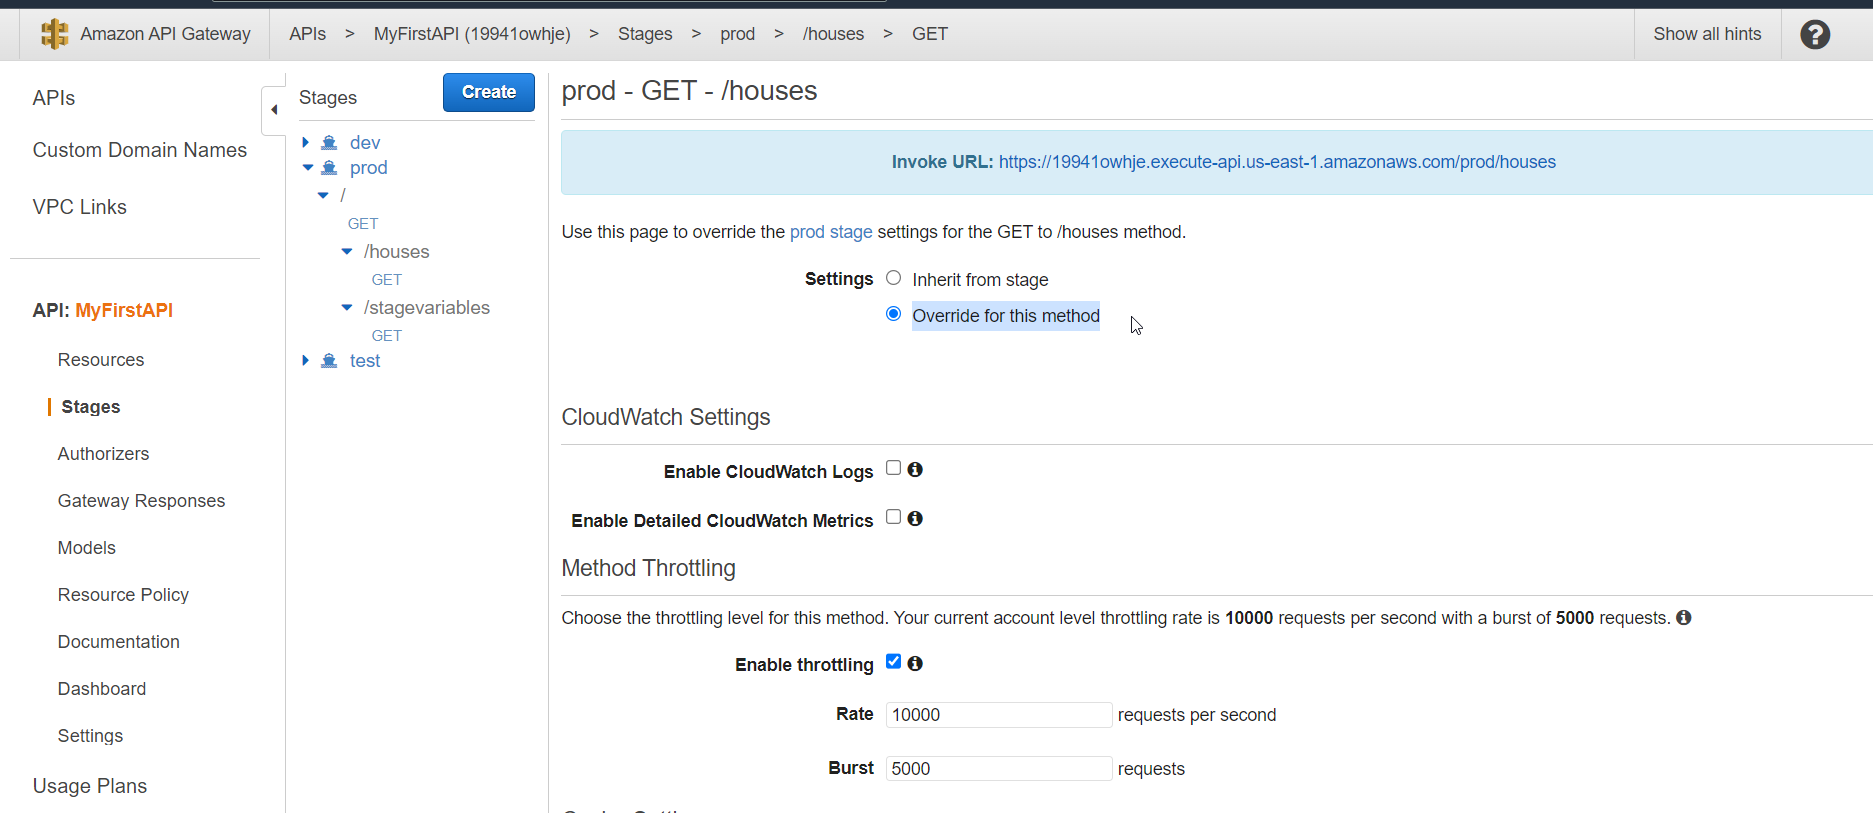 Amazon API Gateway APIs > MyFirstAPI (19941owhje) > Stages > prod > /houses > GET Show all hints ?
APIs
Custom Domain Names
VPC Links
API: MyFirstAPI
Resources
Stages
Authorizers
Gateway Responses
Models
Resource Policy
Documentation
Dashboard
Settings
Usage Plans
Stages Create
dev
prod
/
GET
/houses
GET
/stagevariables
GET
test
prod - GET - /houses
Invoke URL: https://19941owhje.execute-api.us-east-1.amazonaws.com/prod/houses
Use this page to override the prod stage settings for the GET to /houses method.
Settings Inherit from stage
Override for this method
CloudWatch Settings
Enable CloudWatch Logs
Enable Detailed CloudWatch Metrics
Method Throttling
Choose the throttling level for this method. Your current account level throttling rate is 10000 requests per second with a burst of 5000 requests.
Enable throttling
Rate 10000 requests per second
Burst 5000 requests